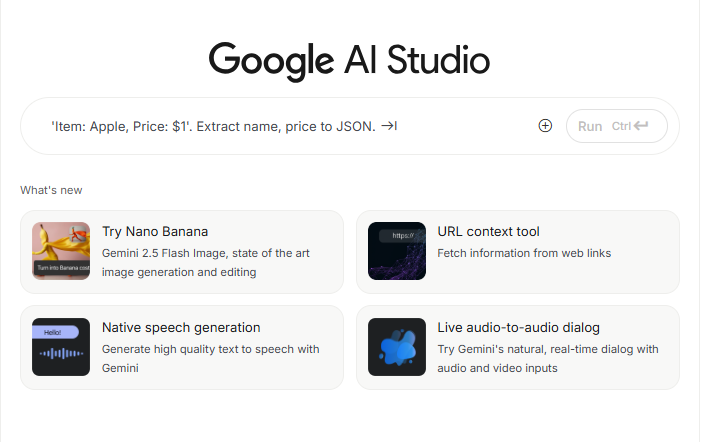 Google AI Studio
'Item: Apple, Price: $1'. Extract name, price to JSON. →|
Run Ctrl ↵
What's new
Turn into Banana cost
Try Nano Banana
Gemini 2.5 Flash Image, state of the art
image generation and editing
https://
URL context tool
Fetch information from web links
Hello!
Native speech generation
Generate high quality text to speech with
Gemini
Live audio-to-audio dialog
Try Gemini's natural, real-time dialog with
audio and video inputs